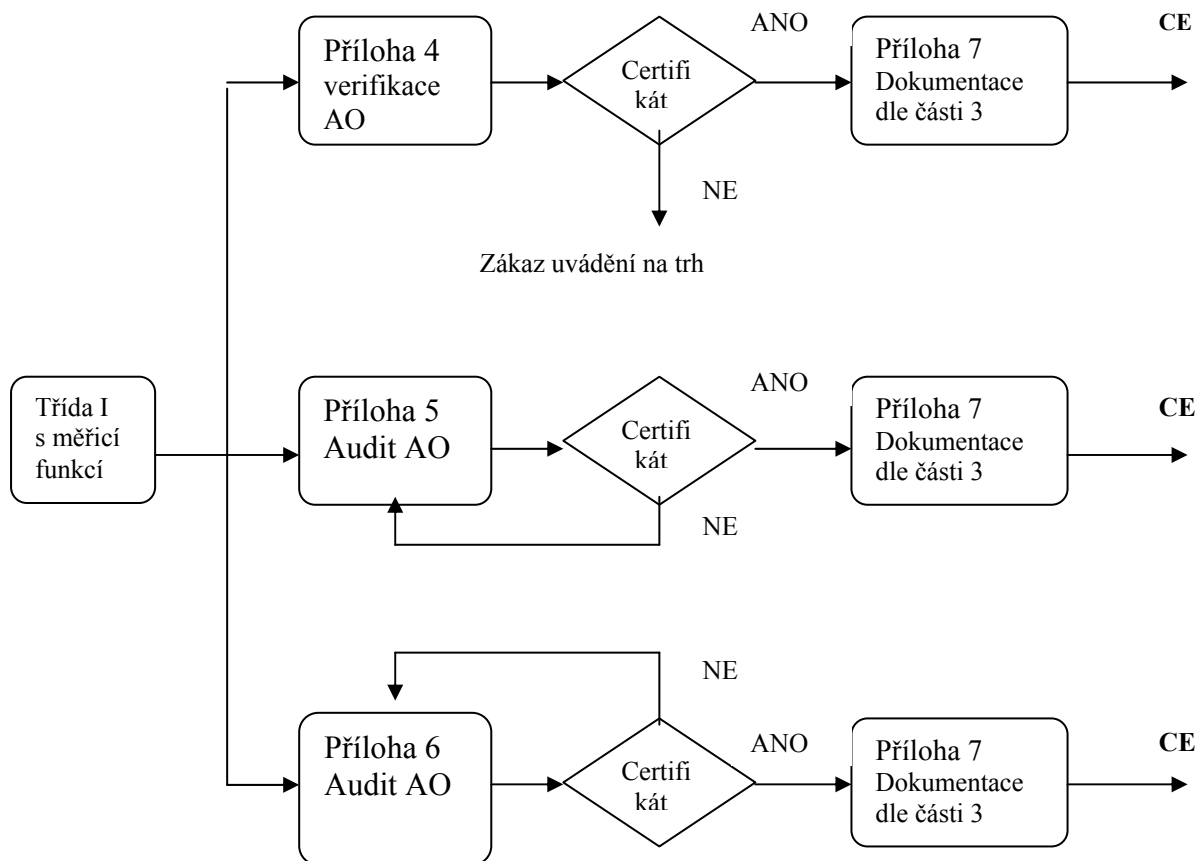 ANO
CE
Příloha 4
verifikace
AO
Certifi
kát
Příloha 7
Dokumentace
dle části 3
NE
Zákaz uvádění na trh
Třída I
s měřicí
funkcí
Příloha 5
Audit AO
Certifi
kát
ANO
Příloha 7
Dokumentace
dle části 3
CE
NE
NE
Příloha 6
Audit AO
Certifi
kát
ANO
Příloha 7
Dokumentace
dle části 3
CE